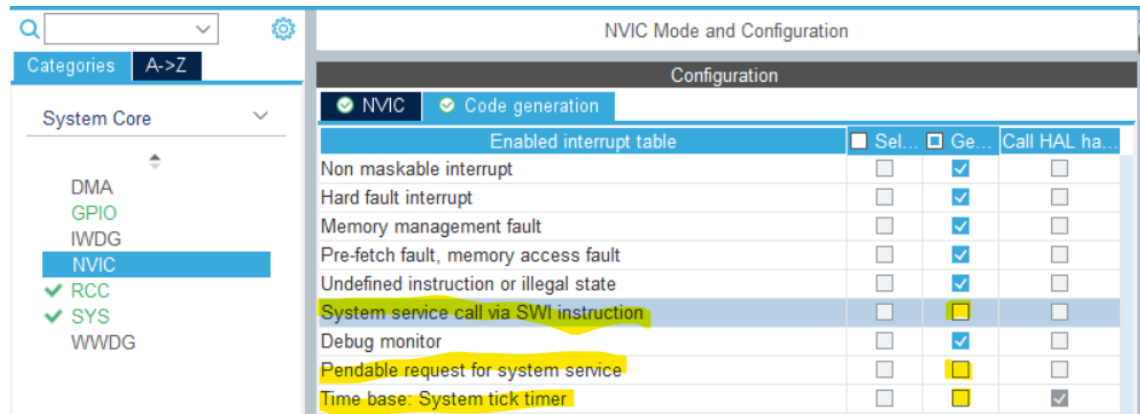 NVIC Mode and Configuration
Categories A->Z
Configuration
System Core
NVIC Code generation
Enabled interrupt table Sel... Ge... Call HAL ha...
DMA
GPIO
IWDG
NVIC
RCC
SYS
WWDG
Non maskable interrupt
Hard fault interrupt
Memory management fault
Pre-fetch fault, memory access fault
Undefined instruction or illegal state
System service call via SWI instruction
Debug monitor
Pendable request for system service
Time base: System tick timer